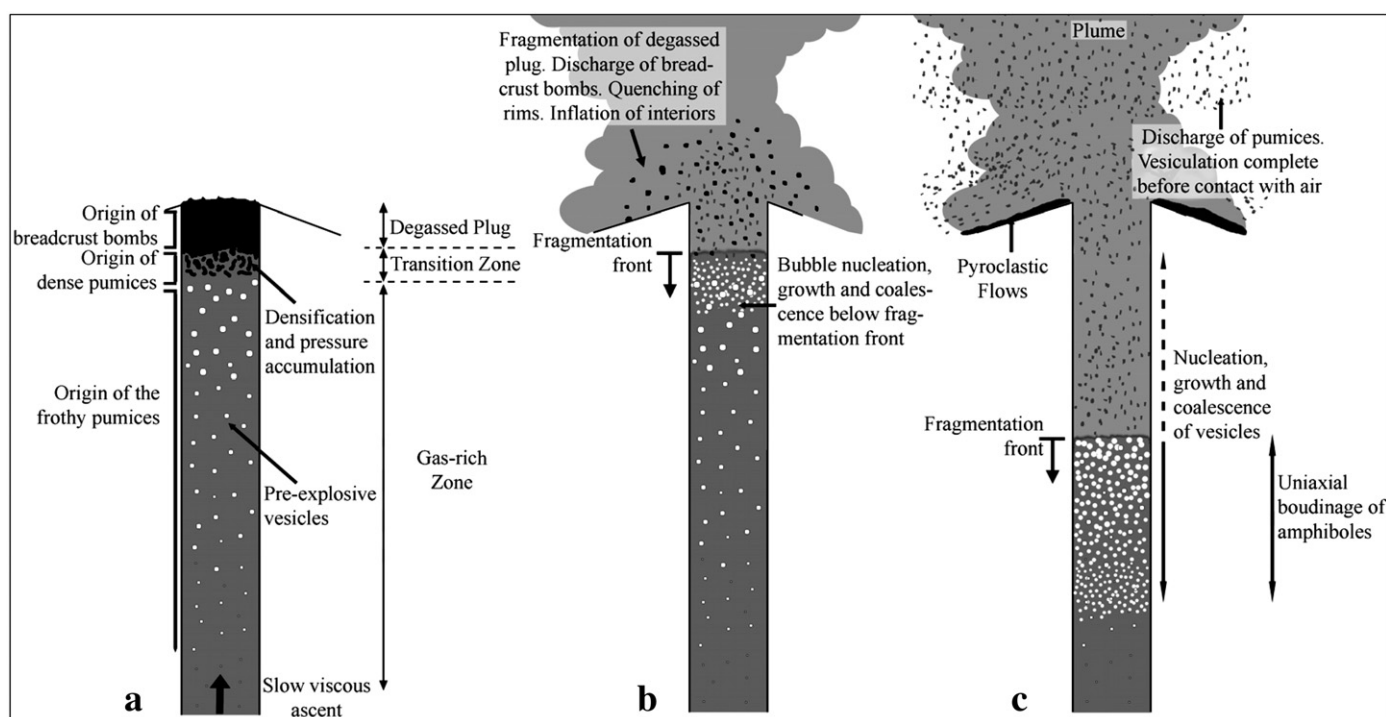 Origin of
breadcrust bombs
Origin of
dense pumices
Origin of the
frothy pumices
Degassed Plug
Transition Zone
Densification
and pressure
accumulation
Pre-explosive
vesicles
Gas-rich
Zone
Slow viscous
ascent
a
Fragmentation of degassed
plug. Discharge of bread-
crust bombs. Quenching of
rims. Inflation of interiors
Fragmentation
front
Bubble nucleation,
growth and coales-
cence below frag-
mentation front
b
Plume
Discharge of pumices.
Vesiculation complete
before contact with air
Pyroclastic
Flows
Nucleation,
growth and
coalescence
of vesicles
Fragmentation
front
Uniaxial
boudinage of
amphiboles
c